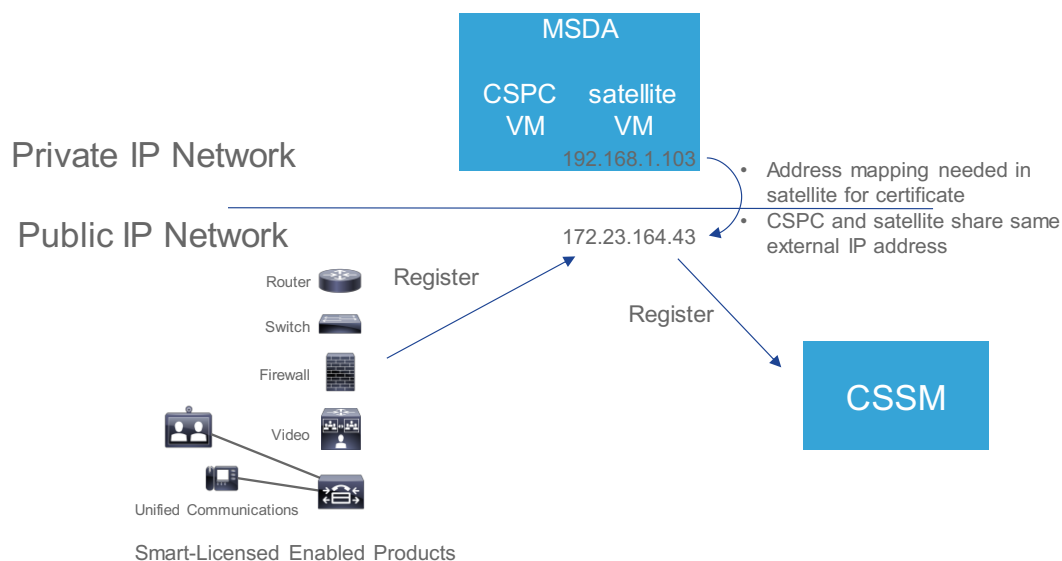 MSDA
CSPC VM
satellite VM
192.168.1.103
Private IP Network
• Address mapping needed in
satellite for certificate
• CSPC and satellite share same
external IP address
Public IP Network
172.23.164.43
Router
Register
Switch
Register
Firewall
CSSM
Video
Unified Communications
Smart-Licensed Enabled Products